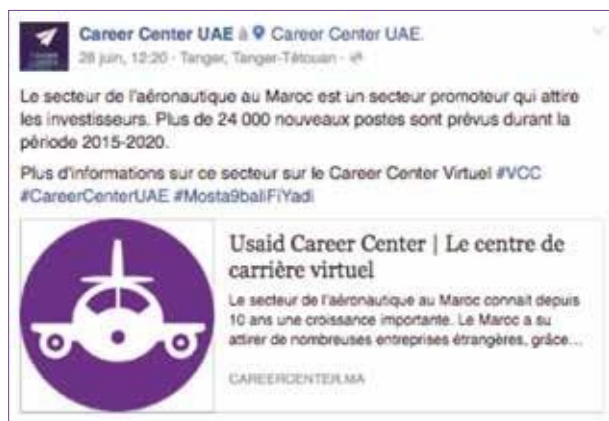 Career Center UAE à Career Center UAE.
28 juin, 12:20 · Tanger, Tanger-Tétouan ·
Le secteur de l'aéronautique au Maroc est un secteur promoteur qui attire
les investisseurs. Plus de 24 000 nouveaux postes sont prévus durant la
période 2015-2020.
Plus d'informations sur ce secteur sur le Career Center Virtuel #VCC
#CareerCenterUAE #Mosta9baliFiYadi
Usaid Career Center | Le centre de
carrière virtuel
Le secteur de l'aéronautique au Maroc connait depuis
10 ans une croissance importante. Le Maroc a su
attirer de nombreuses entreprises étrangères, grâce...
CAREERCENTER.MA